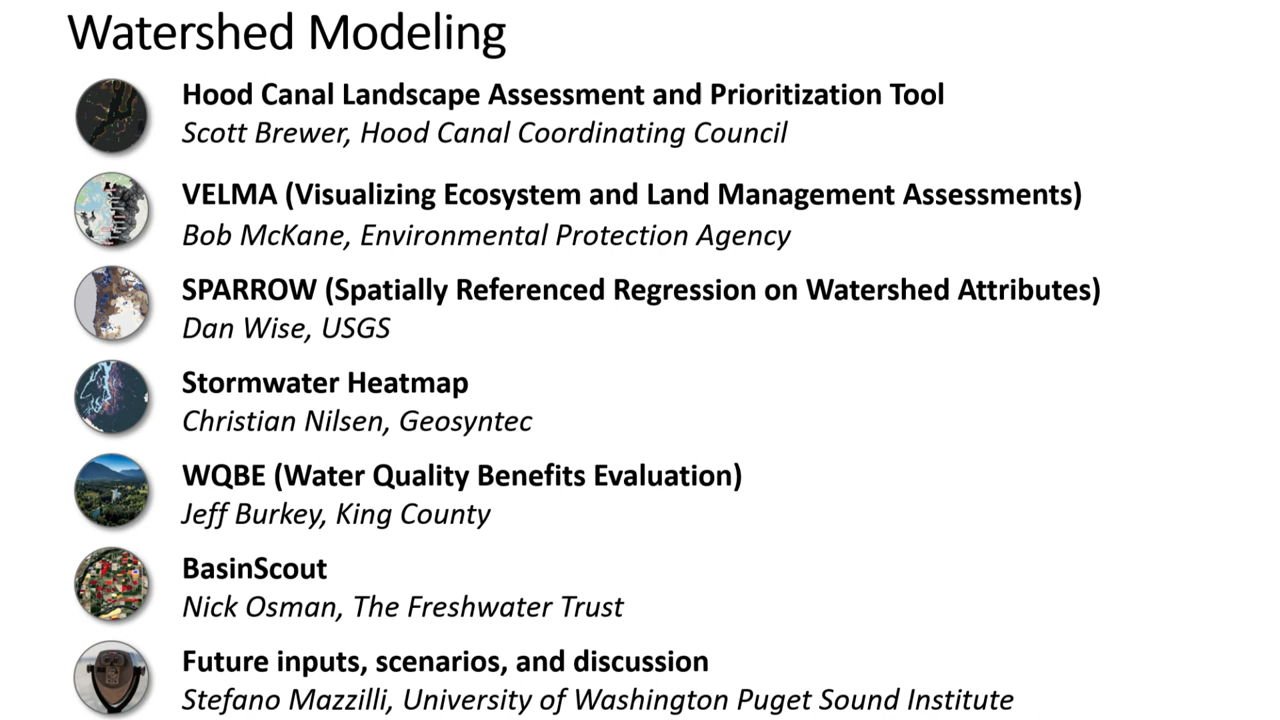 Watershed Modeling
Hood Canal Landscape Assessment and Prioritization Tool
Scott Brewer, Hood Canal Coordinating Council
VELMA (Visualizing Ecosystem and Land Management Assessments)
Bob McKane, Environmental Protection Agency
SPARROW (Spatially Referenced Regression on Watershed Attributes)
Dan Wise, USGS
Stormwater Heatmap
Christian Nilsen, Geosyntec
WQBE (Water Quality Benefits Evaluation)
Jeff Burkey, King County
BasinScout
Nick Osman, The Freshwater Trust
Future inputs, scenarios, and discussion
Stefano Mazzilli, University of Washington Puget Sound Institute